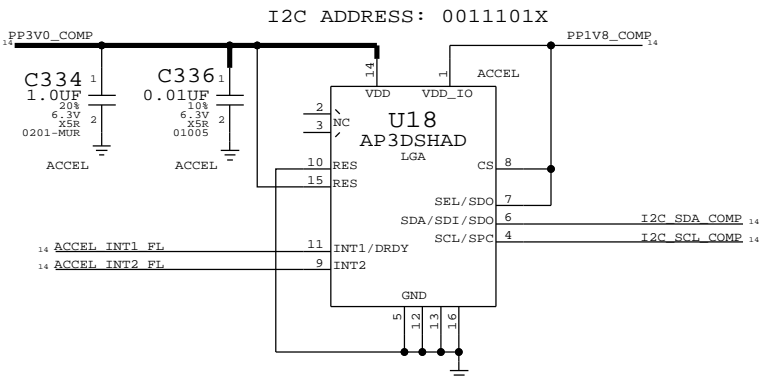 I2C ADDRESS: 0011101X
PP3V0_COMP
14
PP1V8_COMP
14
C334
1
1.0UF
20%
6.3V
X5R
2
0201-MUR
ACCEL
C336
1
0.01UF
10%
6.3V
X5R
2
01005
ACCEL
14
1
ACCEL
VDD
VDD_IO
2
3
NC
U18
AP3DSHAD
LGA
10 RES
15 RES
CS 8
SEL/SDO 7
SDA/SDI/SDO 6
I2C_SDA_COMP 14
SCL/SPC 4
I2C_SCL_COMP 14
14 ACCEL_INT1_FL
11 INT1/DRDY
14 ACCEL_INT2_FL
9 INT2
GND
5
12
13
16